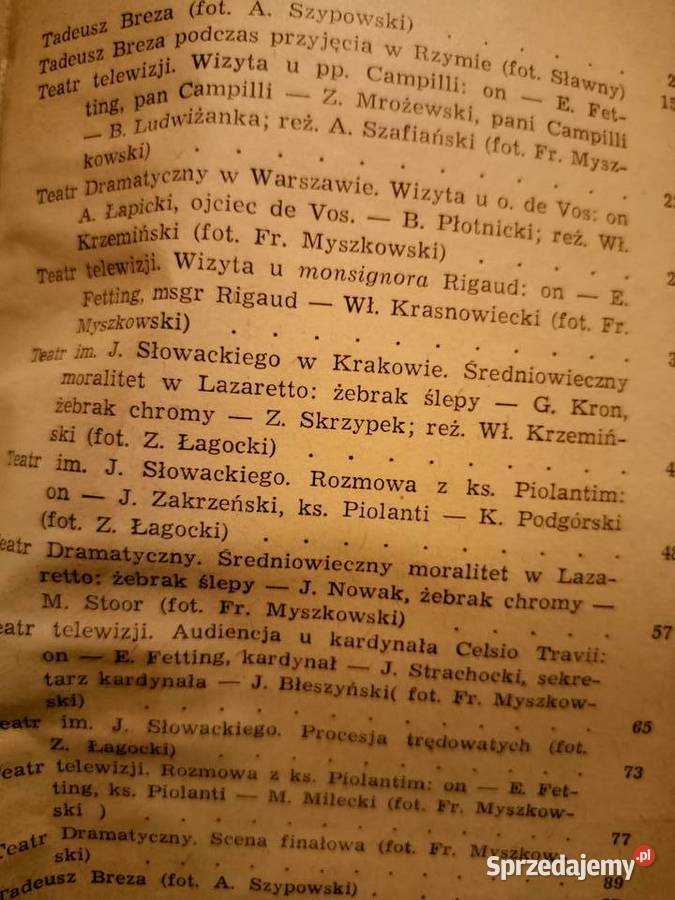 Tadeusz Breza (fot. A. Szypowski) . . . . .
Tadeusz Breza podczas przyjęcia w Rzymie (fot. Sławny) 2
Teatr telewizji. Wizyta u pp. Campilli: on — E. Fet- 15
ting, pan Campilli — Z. Mrożewski, pani Campilli
— B. Ludwiżanka; reż. A. Szafiański (fot. Fr. Mysz-
kowski) . . . . . . . . . . .
Teatr Dramatyczny w Warszawie. Wizyta u o. de Vos: on 2
A. Łapicki, ojciec de Vos. — B. Płotnicki; reż. Wł.
Krzemiński (fot. Fr. Myszkowski) . . . . .
Teatr telewizji. Wizyta u monsignora Rigaud: on — E. 2
Fetting, msgr Rigaud — Wł. Krasnowiecki (fot. Fr.
Myszkowski) . . . . . . . . . .
Teatr im. J. Słowackiego w Krakowie. Średniowieczny 3
moralitet w Lazaretto: żebrak ślepy — G. Kron,
żebrak chromy — Z. Skrzypek; reż. Wł. Krzemiń-
ski (fot. Z. Łagocki) . . . . . . . . 4
Teatr im. J. Słowackiego. Rozmowa z ks. Piolantim:
on — J. Zakrzeński, ks. Piolanti — K. Podgórski
(fot. Z. Łagocki) . . . . . . . . . 48
eatr Dramatyczny. Średniowieczny moralitet w Laza-
retto: żebrak ślepy — J. Nowak, żebrak chromy —
M. Stoor (fot. Fr. Myszkowski) . . . . . 57
eatr telewizji. Audiencja u kardynała Celsio Travii:
on — E. Fetting, kardynał — J. Strachocki, sekre-
tarz kardynała — J. Błeszyński( fot. Fr. Myszkow-
ski) . . . . . . . . . . . 65
eatr im. J. Słowackiego. Procesja trędowatych (fot.
Z. Łagocki) . . . . . . . . . 73
eatr telewizji. Rozmowa z ks. Piolantim: on — E. Fet-
ting, ks. Piolanti — M. Milecki (fot. Fr. Myszkow-
ski ) . . . . . . . . . . . 77
Teatr Dramatyczny. Scena finałowa (fot. Fr. Myszkow-
ski) . . . . . . . . . . . 89
Tadeusz Breza (fot. A. Szypowski) . . . . .
Sprzedajemy.pl